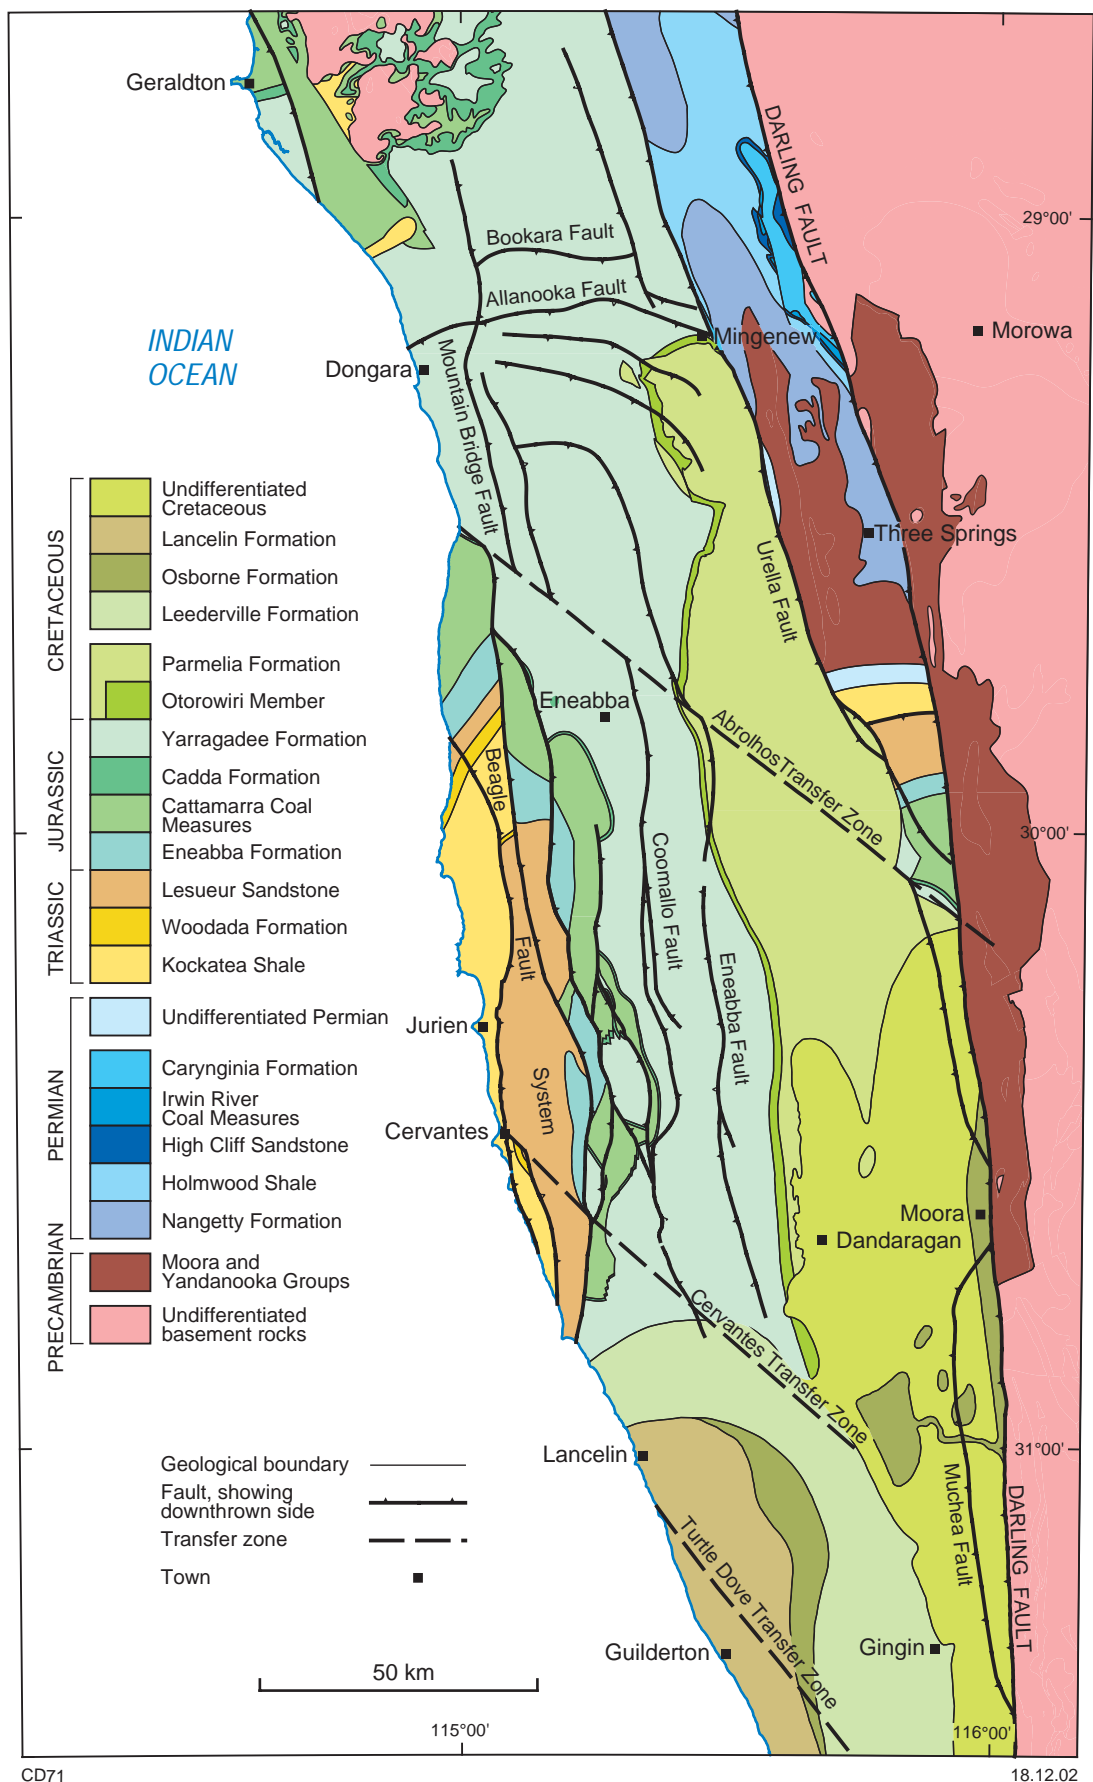 Geraldton
DARLING FAULT
29°00'
Bookara Fault
Allanooka Fault
INDIAN
OCEAN
Morowa
Mingenew
Dongara
Mountain Bridge Fault
Three Springs
Urella Fault
Eneabba
Abrolhos Transfer Zone
Beagle
Fault
System
30°00'
Coomallo Fault
Eneabba Fault
Jurien
Cervantes
Moora
Dandaragan
Cervantes Transfer Zone
31°00'
Lancelin
Muchea Fault
DARLING FAULT
Turtle Dove Transfer Zone
Guilderton
Gingin
CRETACEOUS
Undifferentiated
Cretaceous
Lancelin Formation
Osborne Formation
Leederville Formation
Parmelia Formation
Otorowiri Member
JURASSIC
Yarragadee Formation
Cadda Formation
Cattamarra Coal
Measures
Eneabba Formation
TRIASSIC
Lesueur Sandstone
Woodada Formation
Kockatea Shale
PERMIAN
Undifferentiated Permian
Carynginia Formation
Irwin River
Coal Measures
High Cliff Sandstone
Holmwood Shale
Nangetty Formation
PRECAMBRIAN
Moora and
Yandanooka Groups
Undifferentiated
basement rocks
Geological boundary
Fault, showing
downthrown side
Transfer zone
Town
50 km
115°00'
116°00'
CD71
18.12.02